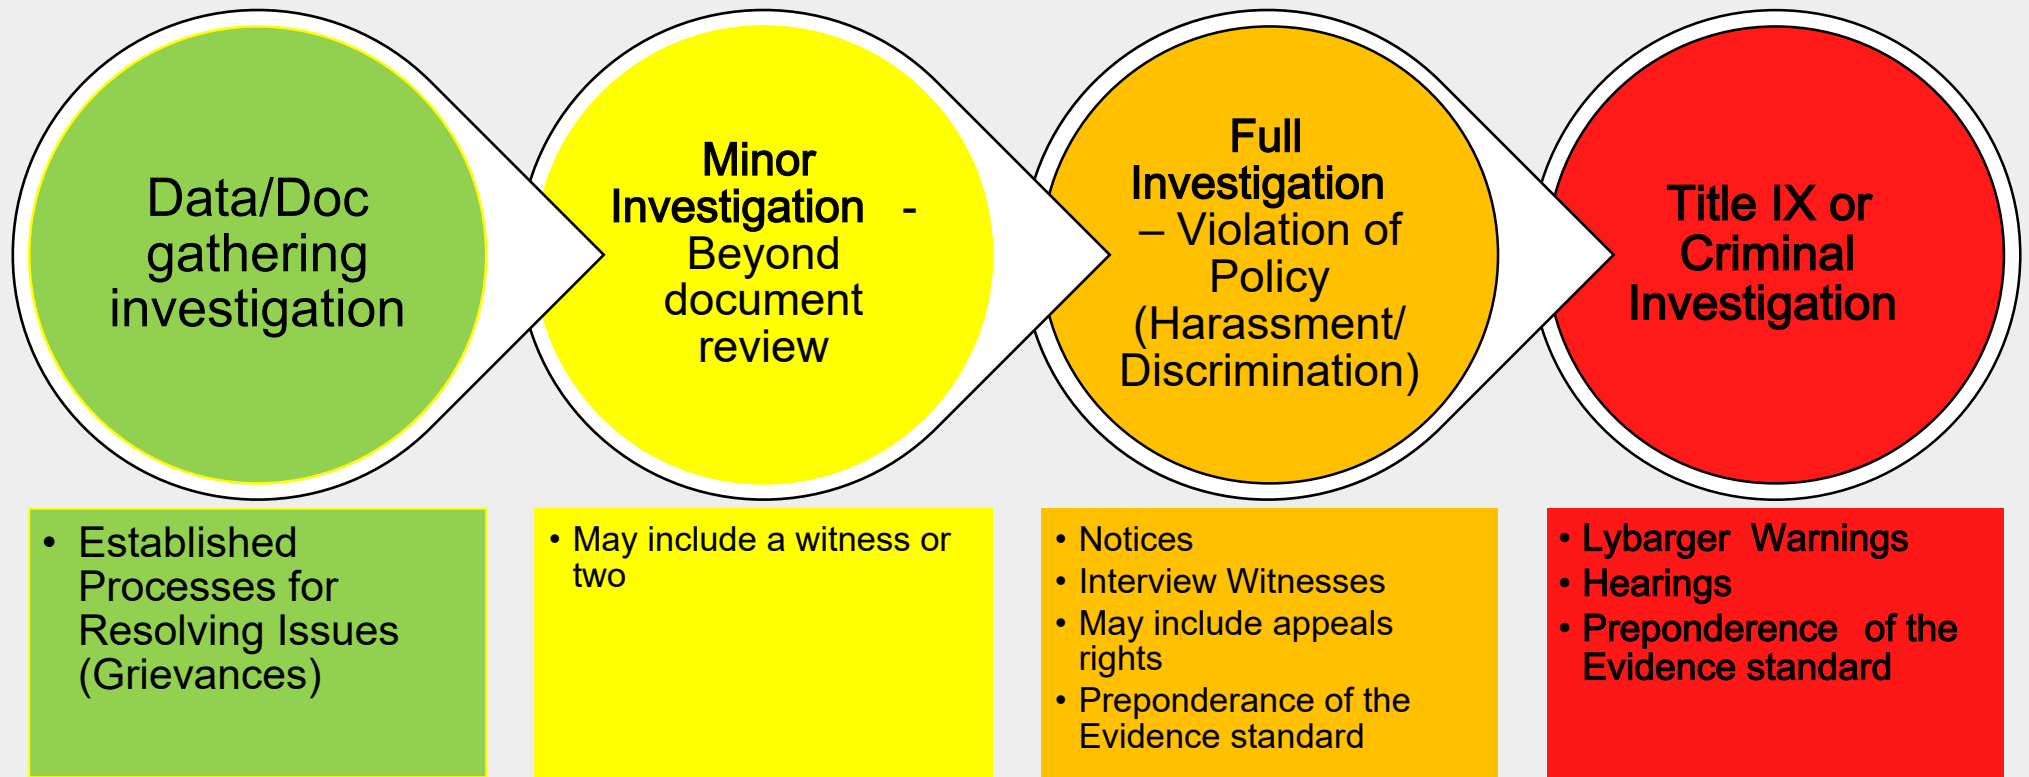 Data/Doc
gathering
investigation
Minor
Investigation -
Beyond
document
review
Full
Investigation
– Violation of
Policy
(Harassment/
Discrimination)
Title IX or
Criminal
Investigation
• Established
Processes for
Resolving Issues
(Grievances)
• May include a witness or
two
• Notices
• Interview Witnesses
• May include appeals
rights
• Preponderance of the
Evidence standard
• Lybarger Warnings
• Hearings
• Preponderence of the
Evidence standard